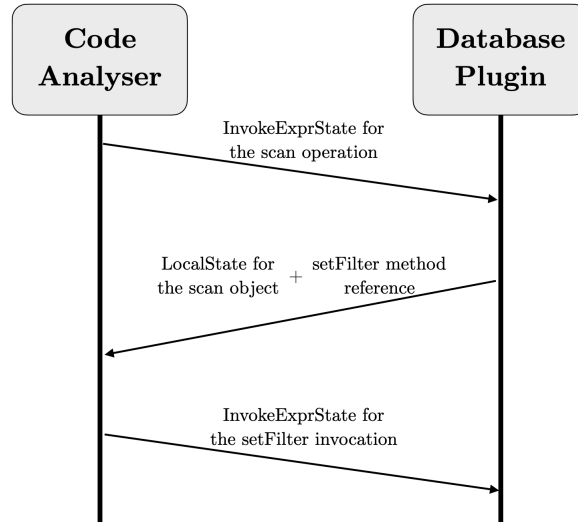 Code
Analyser
Database
Plugin
InvokeExprState for
the scan operation
LocalState for
the scan object
+
setFilter method
reference
InvokeExprState for
the setFilter invocation